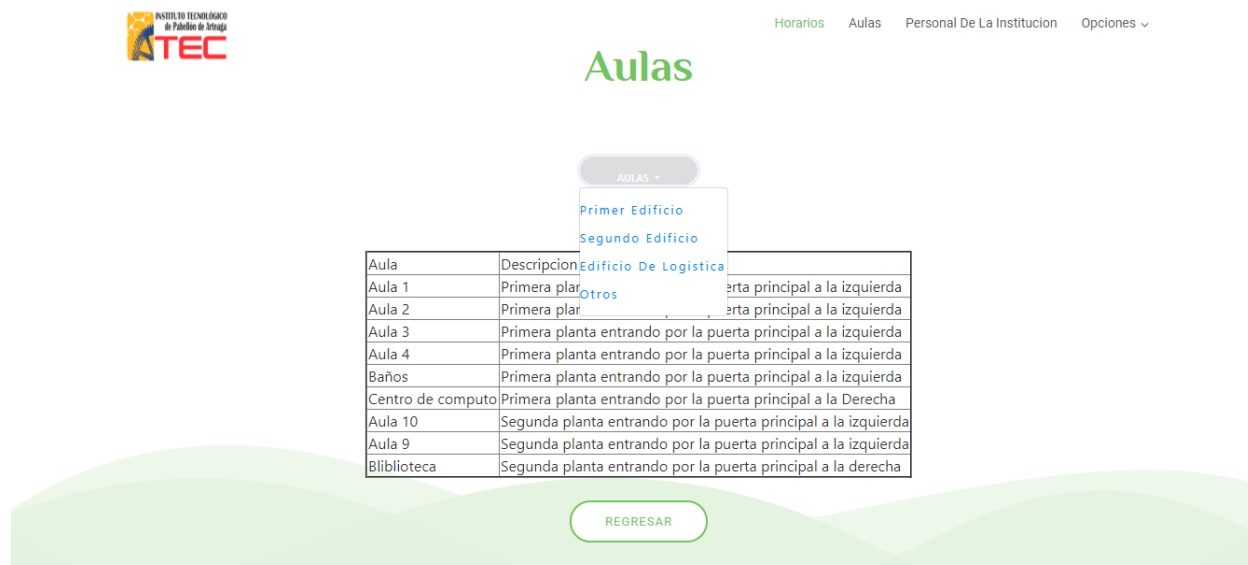 INSTITUTO TECNOLÓGICO
de Pabellón de Arteaga
TEC
Horarios Aulas Personal De La Institucion Opciones
Aulas
AULAS
Primer Edificio
Segundo Edificio
Edificio De Logistica
Otros
Aula Descripcion
Aula 1 Primera erta principal a la izquierda
Aula 2 Primera erta principal a la izquierda
Aula 3 Primera planta entrando por la puerta principal a la izquierda
Aula 4 Primera planta entrando por la puerta principal a la izquierda
Baños Primera planta entrando por la puerta principal a la izquierda
Centro de computo Primera planta entrando por la puerta principal a la Derecha
Aula 10 Segunda planta entrando por la puerta principal a la izquierda
Aula 9 Segunda planta entrando por la puerta principal a la izquierda
Bliblioteca Segunda planta entrando por la puerta principal a la derecha
REGRESAR